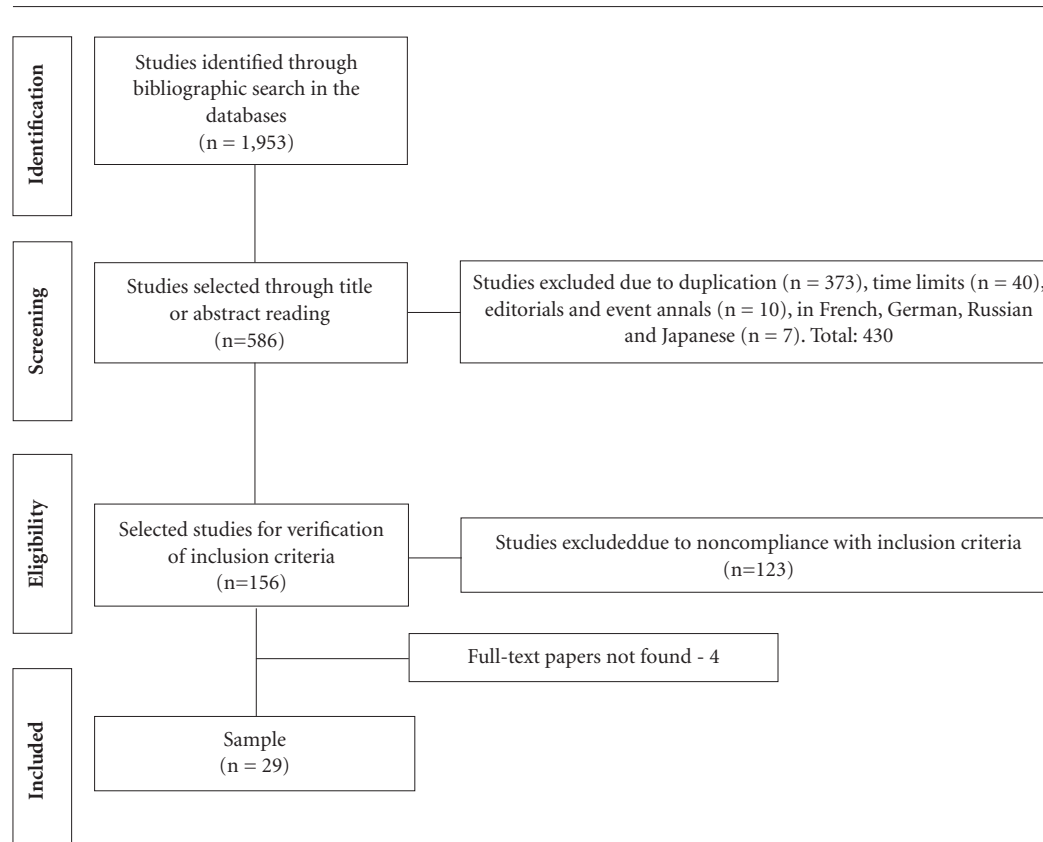 Identification
Studies identified through
bibliographic search in the
databases
(n = 1,953)
Screening
Studies selected through title
or abstract reading
(n=586)
Studies excluded due to duplication (n = 373), time limits (n = 40),
editorials and event annals (n = 10), in French, German, Russian
and Japanese (n = 7). Total: 430
Eligibility
Selected studies for verification
of inclusion criteria
(n=156)
Studies excludeddue to noncompliance with inclusion criteria
(n=123)
Full-text papers not found - 4
Included
Sample
(n = 29)